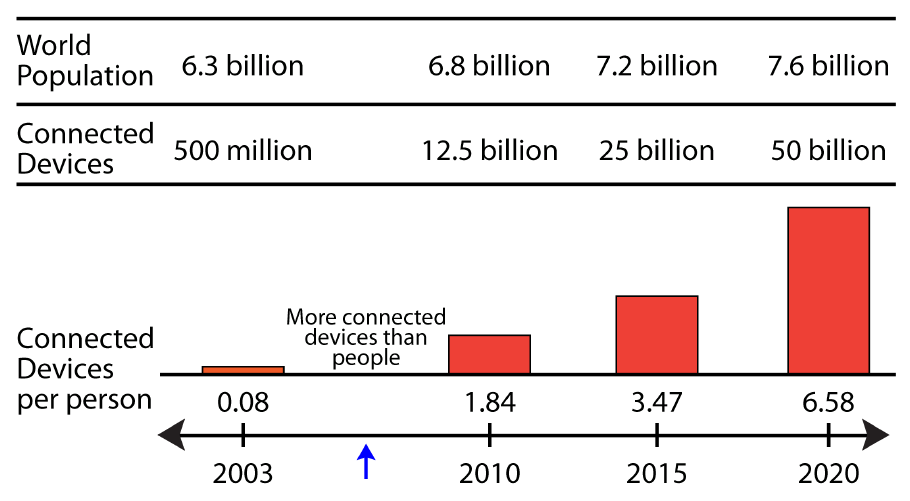 World
Population
6.3 billion 6.8 billion 7.2 billion 7.6 billion
Connected
Devices
500 million 12.5 billion 25 billion 50 billion
More connected
devices than
people
Connected
Devices
per person
0.08 1.84 3.47 6.58
2003 2010 2015 2020